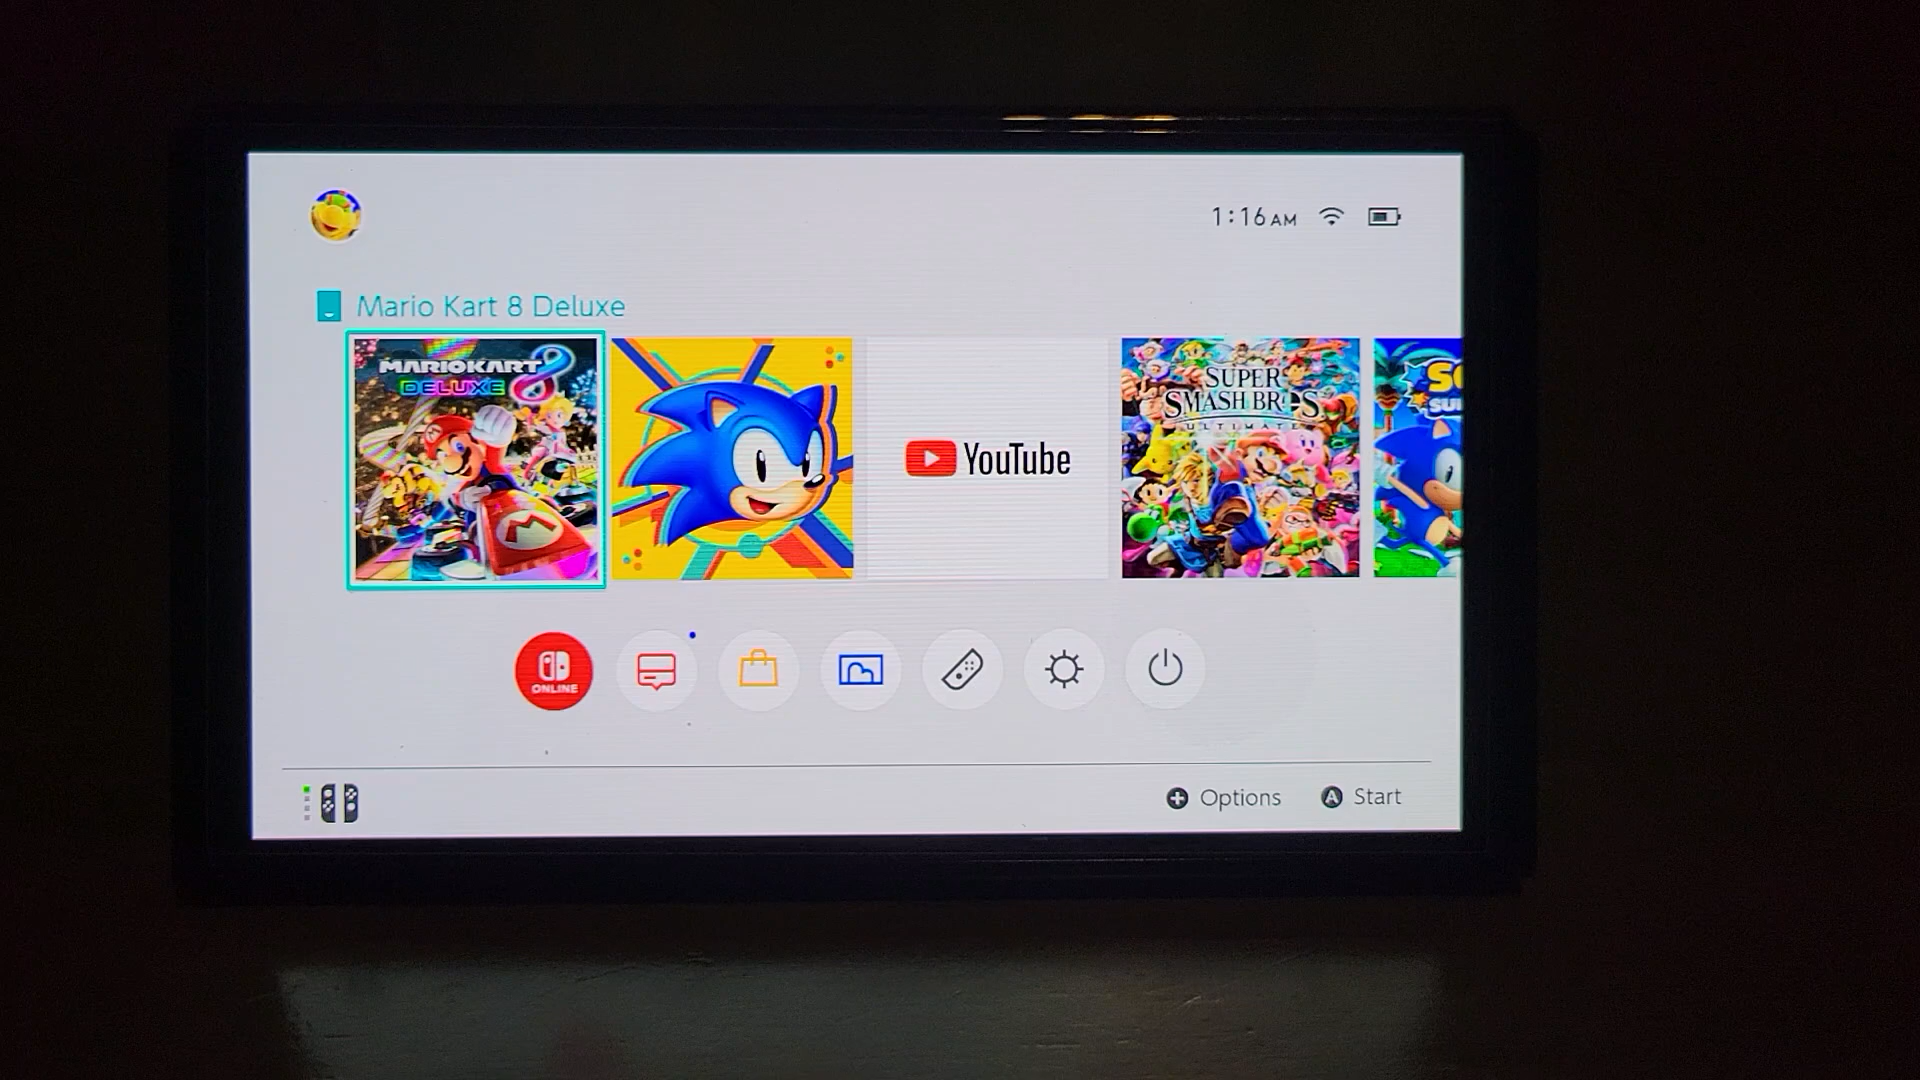 1:16 AM
Mario Kart 8 Deluxe
MARIOKART 8
DELUXE
YouTube
SUPER
SMASH BROS.
ULTIMATE
ONLINE
Options
A Start